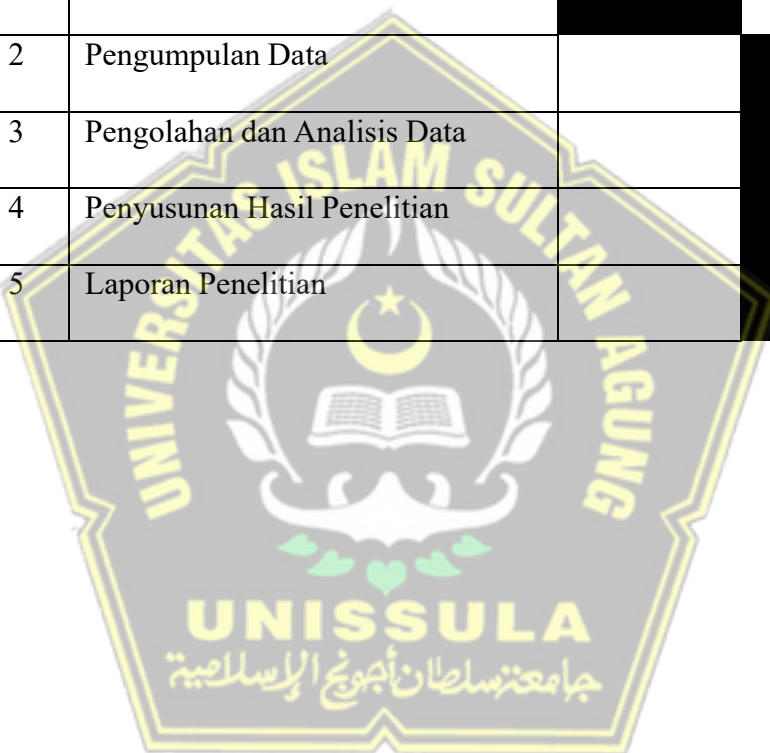 2 Pengumpulan Data
3 Pengolahan dan Analisis Data
4 Penyusunan Hasil Penelitian
5 Laporan Penelitian
UNIVERSITAS ISLAM SULTAN AGUNG
UNISSULA
جامعة سلطان أجونج الإسلامية